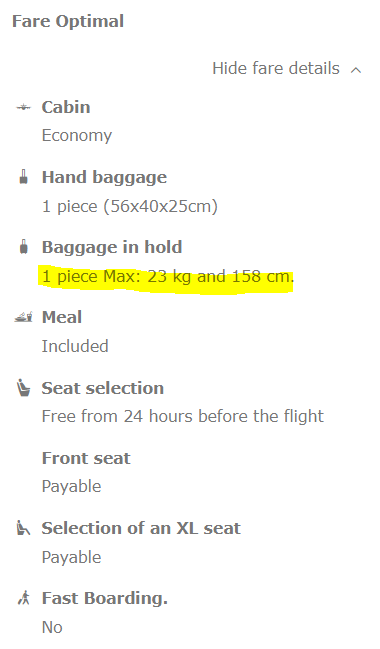 Fare Optimal
Hide fare details
Cabin
Economy
Hand baggage
1 piece (56x40x25cm)
Baggage in hold
1 piece Max: 23 kg and 158 cm.
Meal
Included
Seat selection
Free from 24 hours before the flight
Front seat
Payable
Selection of an XL seat
Payable
Fast Boarding.
No